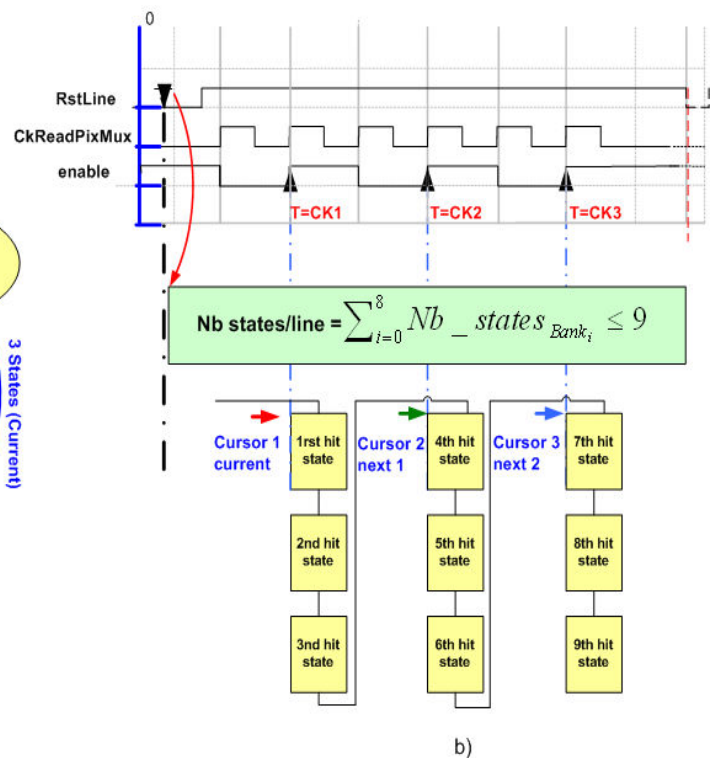 0
RstLine
CkReadPixMux
enable
T=CK1
T=CK2
T=CK3
Nb states/line = ∑_{i=0}^{8} Nb _ states_{Bank_i} ≤ 9
3 States (Current)
Cursor 1
current
1rst hit
state
Cursor 2
next 1
4th hit
state
Cursor 3
next 2
7th hit
state
2nd hit
state
5th hit
state
8th hit
state
3nd hit
state
6th hit
state
9th hit
state
b)